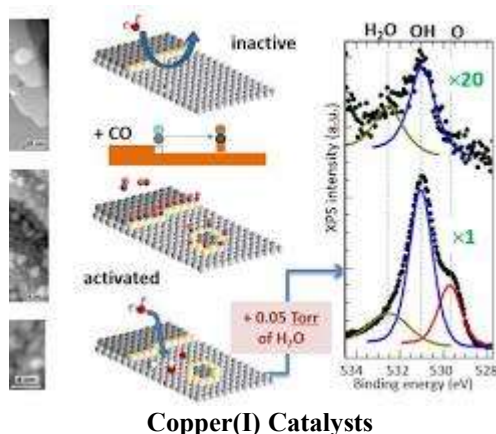 inactive
+ CO
activated
+ 0.05 Torr
of H₂O
H₂O OH O
×20
×1
XPS intensity (a.u.)
534 532 530 528
Binding energy (eV)
Copper(I) Catalysts